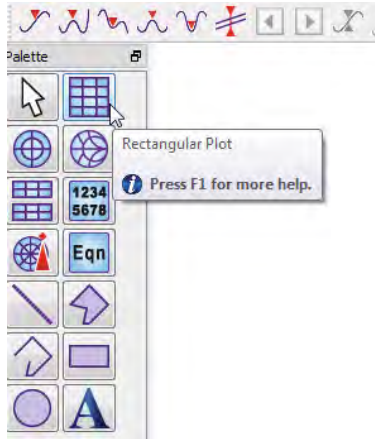 Palette
Rectangular Plot
Press F1 for more help.
1234
5678
Eqn
A